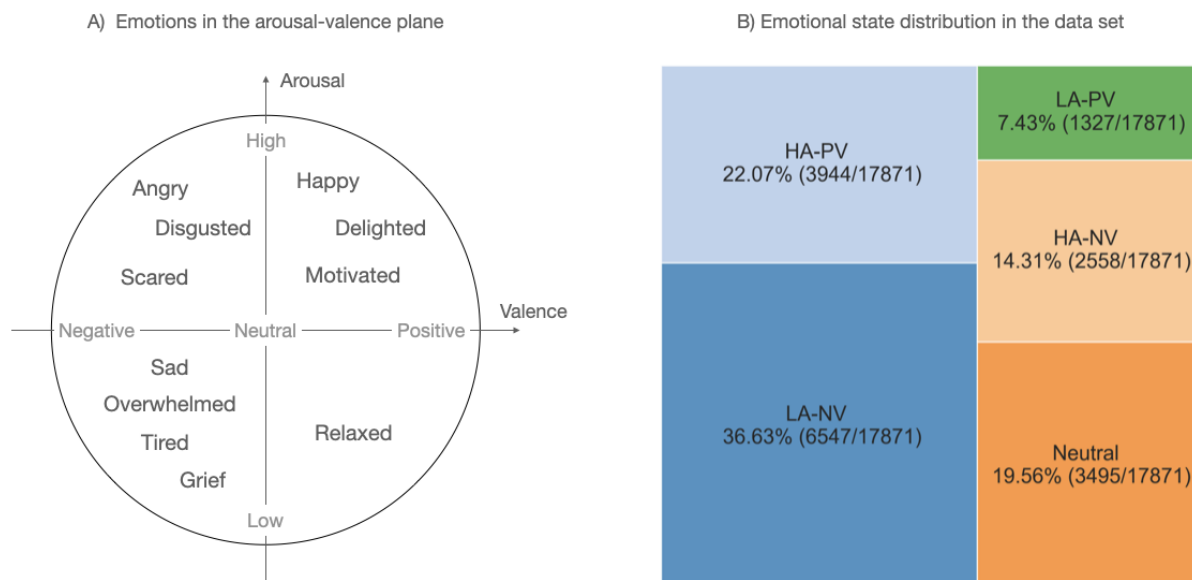 A) Emotions in the arousal-valence plane
Arousal
High
Angry
Happy
Disgusted
Delighted
Scared
Motivated
Valence
Negative
Neutral
Positive
Sad
Overwhelmed
Tired
Relaxed
Grief
Low
B) Emotional state distribution in the data set
HA-PV
22.07% (3944/17871)
LA-PV
7.43% (1327/17871)
HA-NV
14.31% (2558/17871)
LA-NV
36.63% (6547/17871)
Neutral
19.56% (3495/17871)